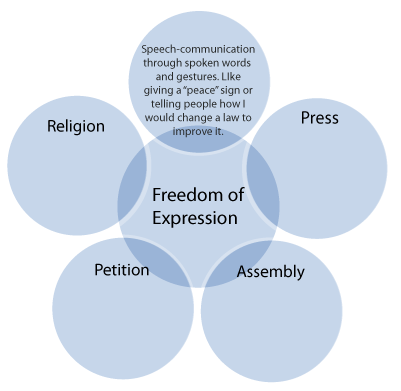 Speech-communication
through spoken words
and gestures. LIke
giving a “peace” sign or
telling people how I
would change a law to
improve it.
Religion
Press
Freedom of
Expression
Petition
Assembly